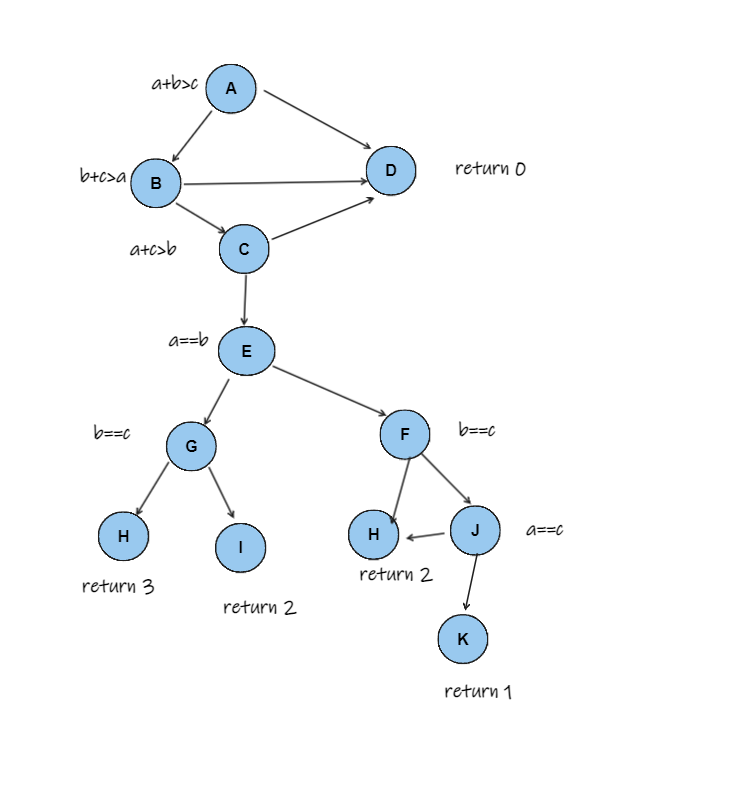 a+b>c
A
D
return 0
b+c>a
B
a+c>b
C
a==b
E
b==c
G
F
b==c
H
I
H
J
a==c
return 3
return 2
return 2
K
return 1